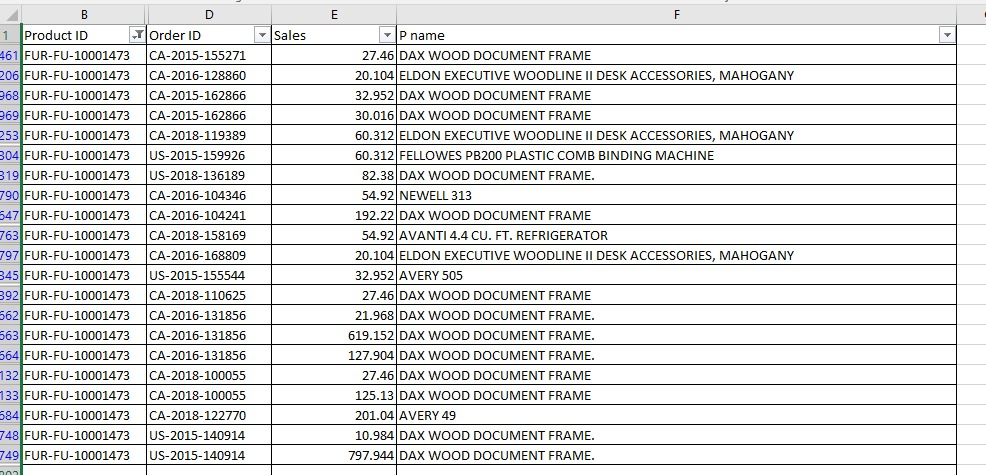 B D E F
1 Product ID Order ID Sales P name
461 FUR-FU-10001473 CA-2015-155271 27.46 DAX WOOD DOCUMENT FRAME
206 FUR-FU-10001473 CA-2016-128860 20.104 ELDON EXECUTIVE WOODLINE II DESK ACCESSORIES, MAHOGANY
968 FUR-FU-10001473 CA-2015-162866 32.952 DAX WOOD DOCUMENT FRAME
969 FUR-FU-10001473 CA-2015-162866 30.016 DAX WOOD DOCUMENT FRAME
253 FUR-FU-10001473 CA-2018-119389 60.312 ELDON EXECUTIVE WOODLINE II DESK ACCESSORIES, MAHOGANY
304 FUR-FU-10001473 US-2015-159926 60.312 FELLOWES PB200 PLASTIC COMB BINDING MACHINE
319 FUR-FU-10001473 US-2018-136189 82.38 DAX WOOD DOCUMENT FRAME.
790 FUR-FU-10001473 CA-2016-104346 54.92 NEWELL 313
647 FUR-FU-10001473 CA-2016-104241 192.22 DAX WOOD DOCUMENT FRAME
763 FUR-FU-10001473 CA-2018-158169 54.92 AVANTI 4.4 CU. FT. REFRIGERATOR
797 FUR-FU-10001473 CA-2016-168809 20.104 ELDON EXECUTIVE WOODLINE II DESK ACCESSORIES, MAHOGANY
345 FUR-FU-10001473 US-2015-155544 32.952 AVERY 505
392 FUR-FU-10001473 CA-2018-110625 27.46 DAX WOOD DOCUMENT FRAME
662 FUR-FU-10001473 CA-2016-131856 21.968 DAX WOOD DOCUMENT FRAME.
663 FUR-FU-10001473 CA-2016-131856 619.152 DAX WOOD DOCUMENT FRAME.
664 FUR-FU-10001473 CA-2016-131856 127.904 DAX WOOD DOCUMENT FRAME.
132 FUR-FU-10001473 CA-2018-100055 27.46 DAX WOOD DOCUMENT FRAME
133 FUR-FU-10001473 CA-2018-100055 125.13 DAX WOOD DOCUMENT FRAME
684 FUR-FU-10001473 CA-2018-122770 201.04 AVERY 49
748 FUR-FU-10001473 US-2015-140914 10.984 DAX WOOD DOCUMENT FRAME.
749 FUR-FU-10001473 US-2015-140914 797.944 DAX WOOD DOCUMENT FRAME.